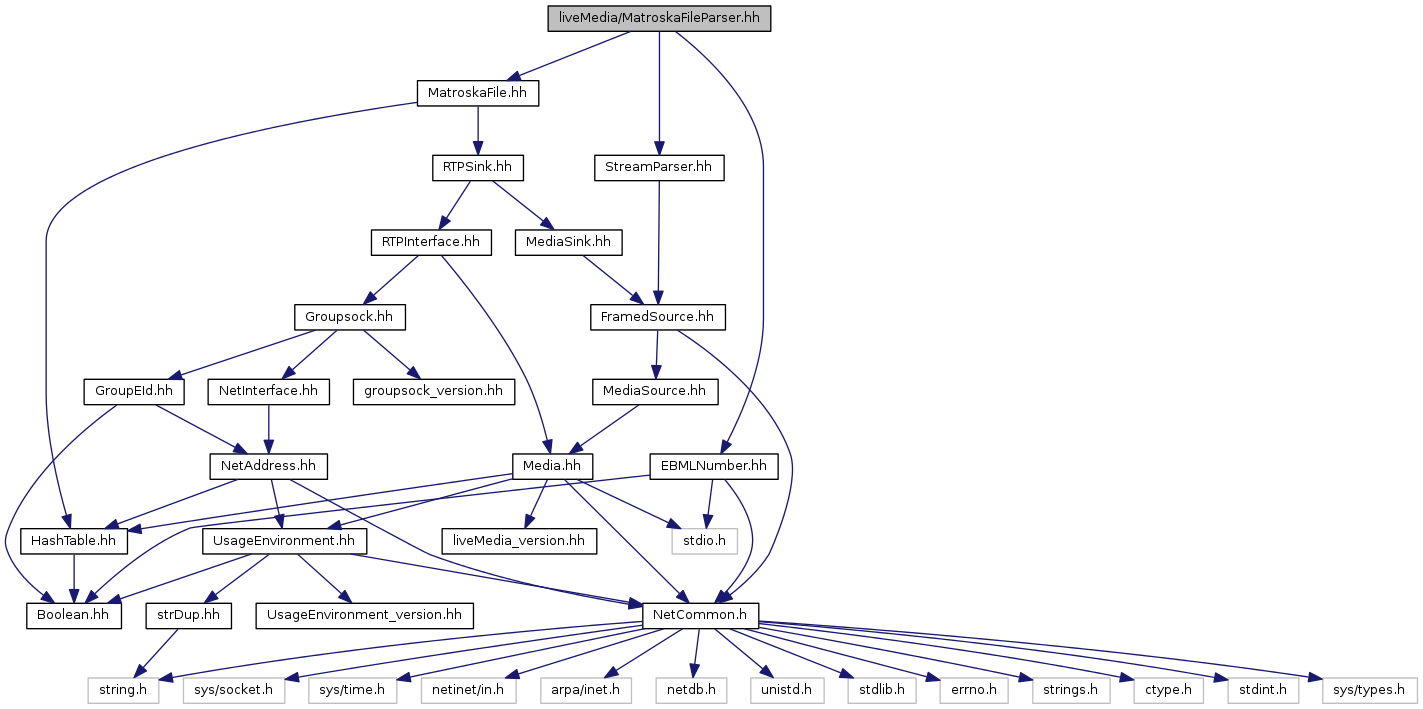 liveMedia/MatroskaFileParser.hh
MatroskaFile.hh
RTPSink.hh
StreamParser.hh
RTPInterface.hh
MediaSink.hh
Groupsock.hh
FramedSource.hh
GroupEId.hh
NetInterface.hh
groupsock_version.hh
MediaSource.hh
NetAddress.hh
Media.hh
EBMLNumber.hh
HashTable.hh
UsageEnvironment.hh
liveMedia_version.hh
stdio.h
Boolean.hh
strDup.hh
UsageEnvironment_version.hh
NetCommon.h
string.h
sys/socket.h
sys/time.h
netinet/in.h
arpa/inet.h
netdb.h
unistd.h
stdlib.h
errno.h
strings.h
ctype.h
stdint.h
sys/types.h